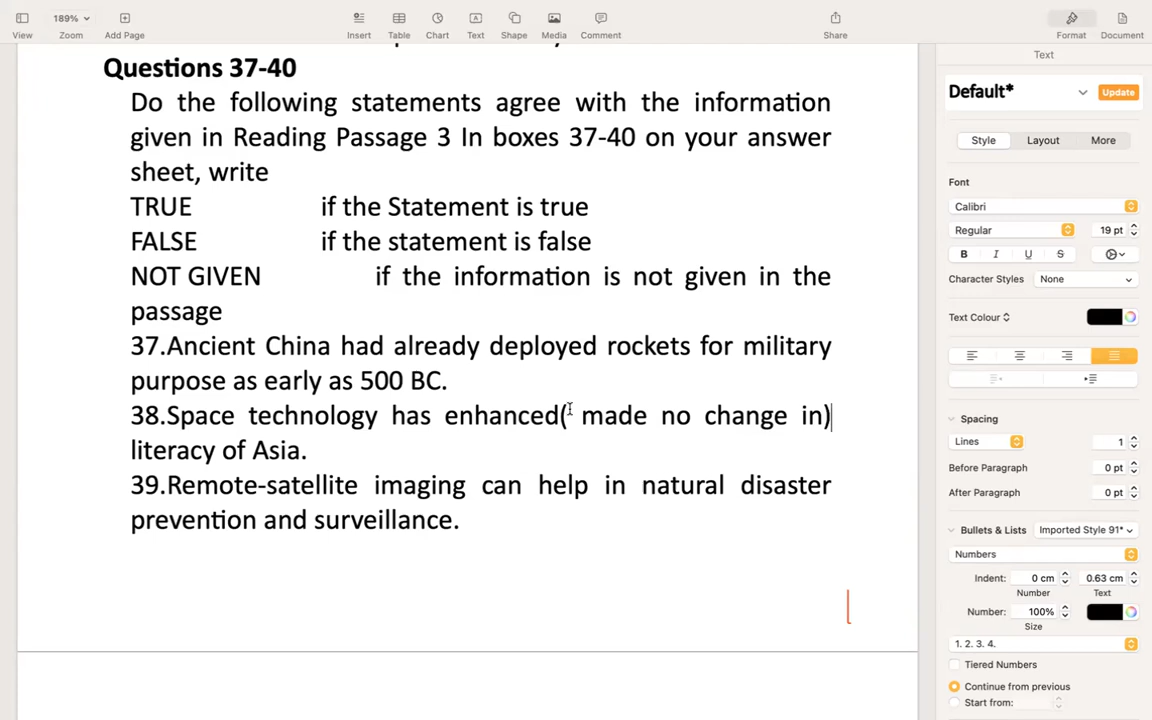 189%
View
Zoom
Add Page
Insert
Table
Chart
Text
Shape
Media
Comment
Share
Format
Document
Questions 37-40
Do the following statements agree with the information
given in Reading Passage 3 In boxes 37-40 on your answer
sheet, write
TRUE if the Statement is true
FALSE if the statement is false
NOT GIVEN if the information is not given in the
passage
37.Ancient China had already deployed rockets for military
purpose as early as 500 BC.
38.Space technology has enhanced( made no change in)
literacy of Asia.
39.Remote-satellite imaging can help in natural disaster
prevention and surveillance.
Text
Default*
Update
Style Layout More
Font
Calibri
Regular 19 pt
B I U S
Character Styles None
Text Colour
Spacing
Lines 1
Before Paragraph 0 pt
After Paragraph 0 pt
Bullets & Lists Imported Style 91*
Numbers
Indent: 0 cm 0.63 cm
Number Text
Number: 100%
Size
1. 2. 3. 4.
Tiered Numbers
Continue from previous
Start from: